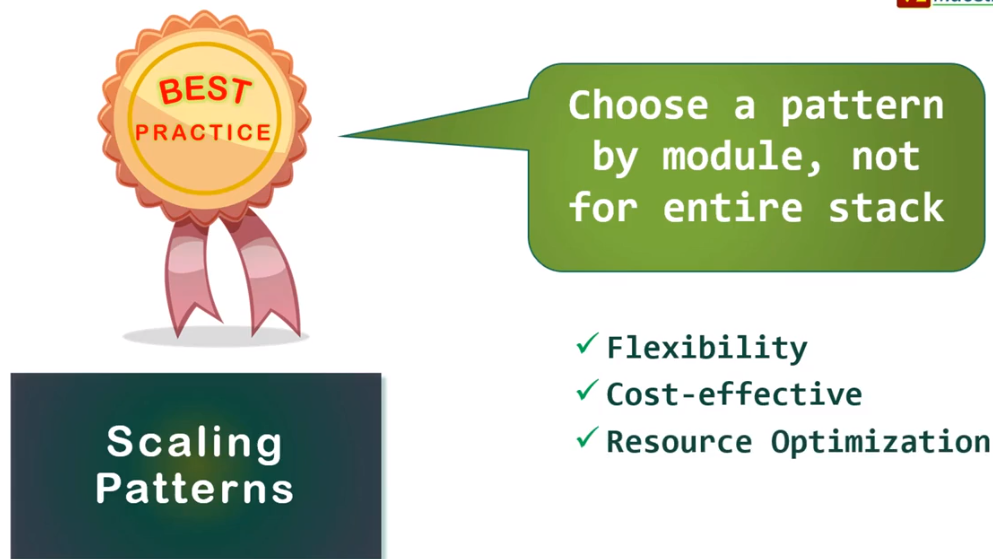 BEST
PRACTICE
Choose a pattern
by module, not
for entire stack
Flexibility
Cost-effective
Resource Optimization
Scaling
Patterns